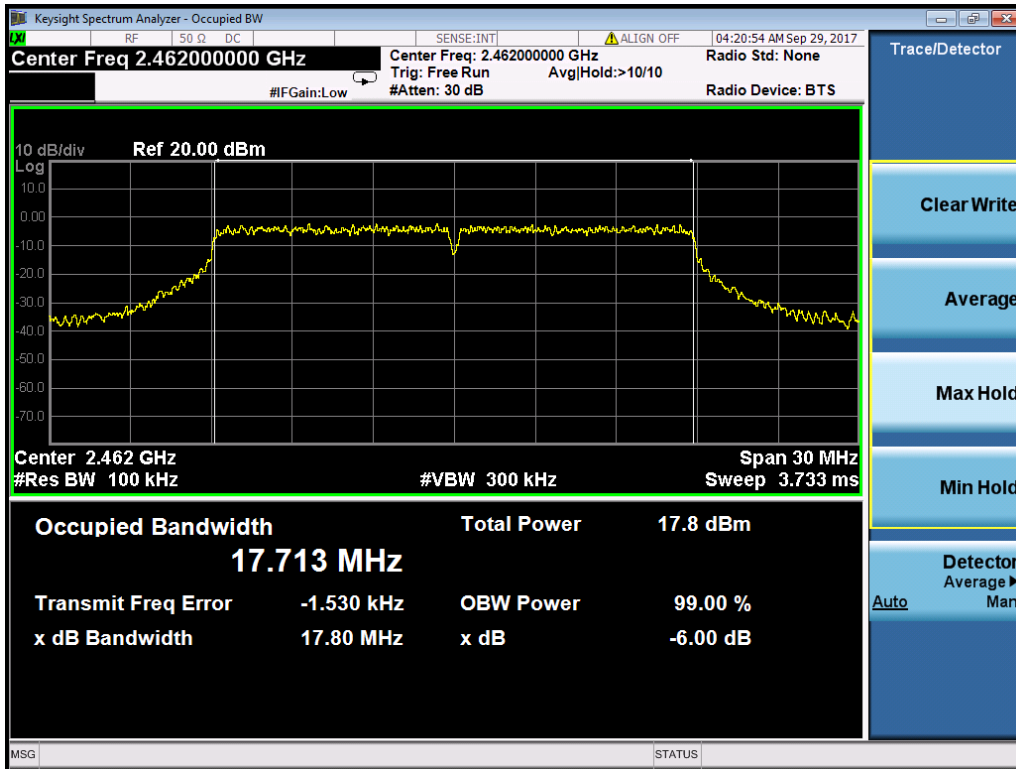 Keysight Spectrum Analyzer - Occupied BW
LXI RF 50 Ω DC SENSE:INT ALIGN OFF 04:20:54 AM Sep 29, 2017
Center Freq 2.462000000 GHz
Center Freq: 2.462000000 GHz
Radio Std: None
Trig: Free Run Avg|Hold:>10/10
#IFGain:Low
#Atten: 30 dB
Radio Device: BTS
10 dB/div Ref 20.00 dBm
Log
10.0
0.00
-10.0
-20.0
-30.0
-40.0
-50.0
-60.0
-70.0
Center 2.462 GHz Span 30 MHz
#Res BW 100 kHz #VBW 300 kHz Sweep 3.733 ms
Occupied Bandwidth Total Power 17.8 dBm
17.713 MHz
Transmit Freq Error -1.530 kHz OBW Power 99.00 %
x dB Bandwidth 17.80 MHz x dB -6.00 dB
MSG STATUS
Trace/Detector
Clear Write
Average
Max Hold
Min Hold
Detector
Average
Auto Man